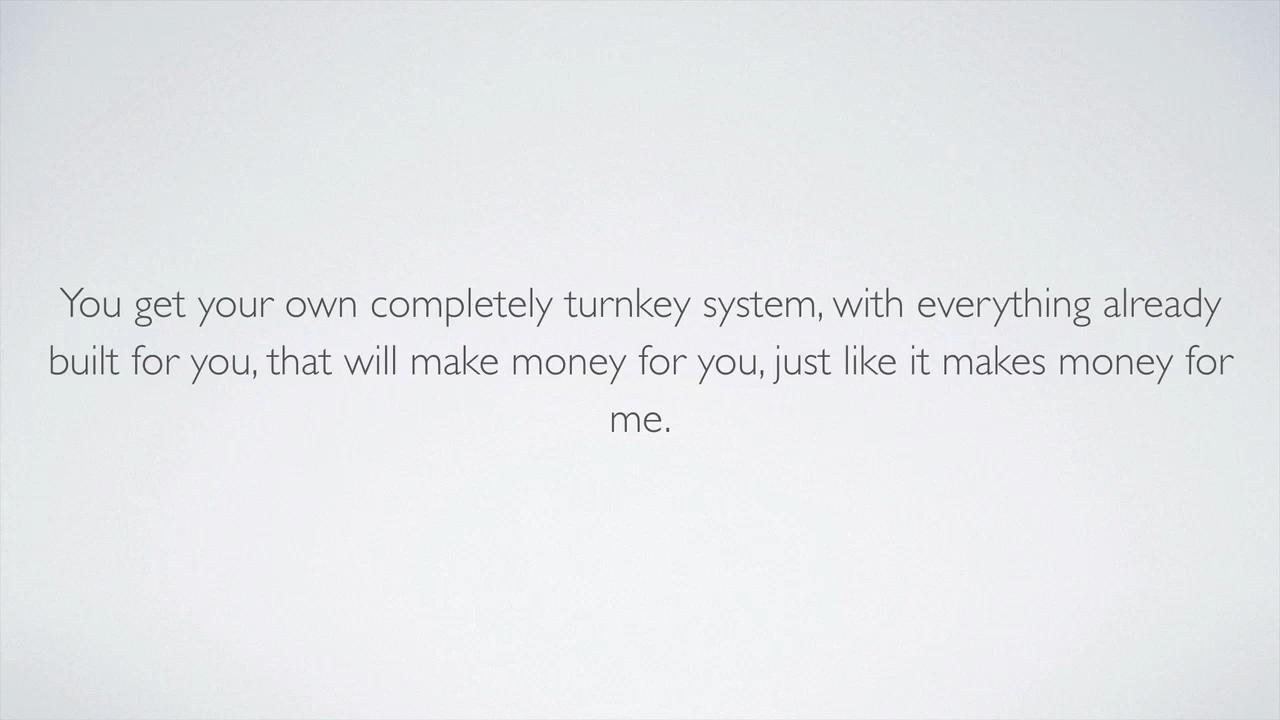 You get your own completely turnkey system, with everything already
built for you, that will make money for you, just like it makes money for
me.